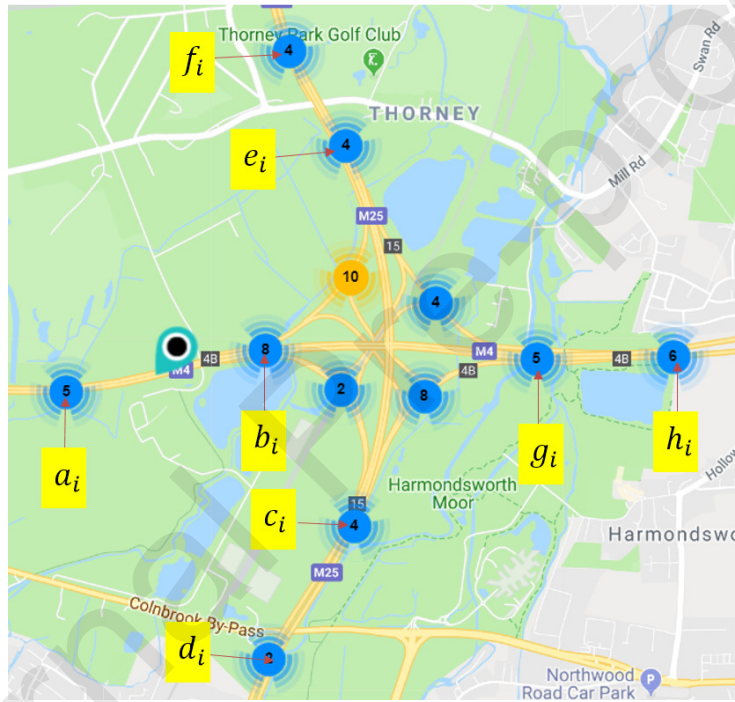 Thorney Park Golf Club
4
f_i
THORNEY
Swan Rd
4
e_i
Mill Rd
M25
15
10
4
8
4B
M4
M4
5
6
5
4B
4B
2
8
a_i
b_i
g_i
h_i
15
4
c_i
Harmondsworth
Moor
Hollow
Harmondswo
M25
Colnbrook By-Pass
d_i
Northwood
Road Car Park
P